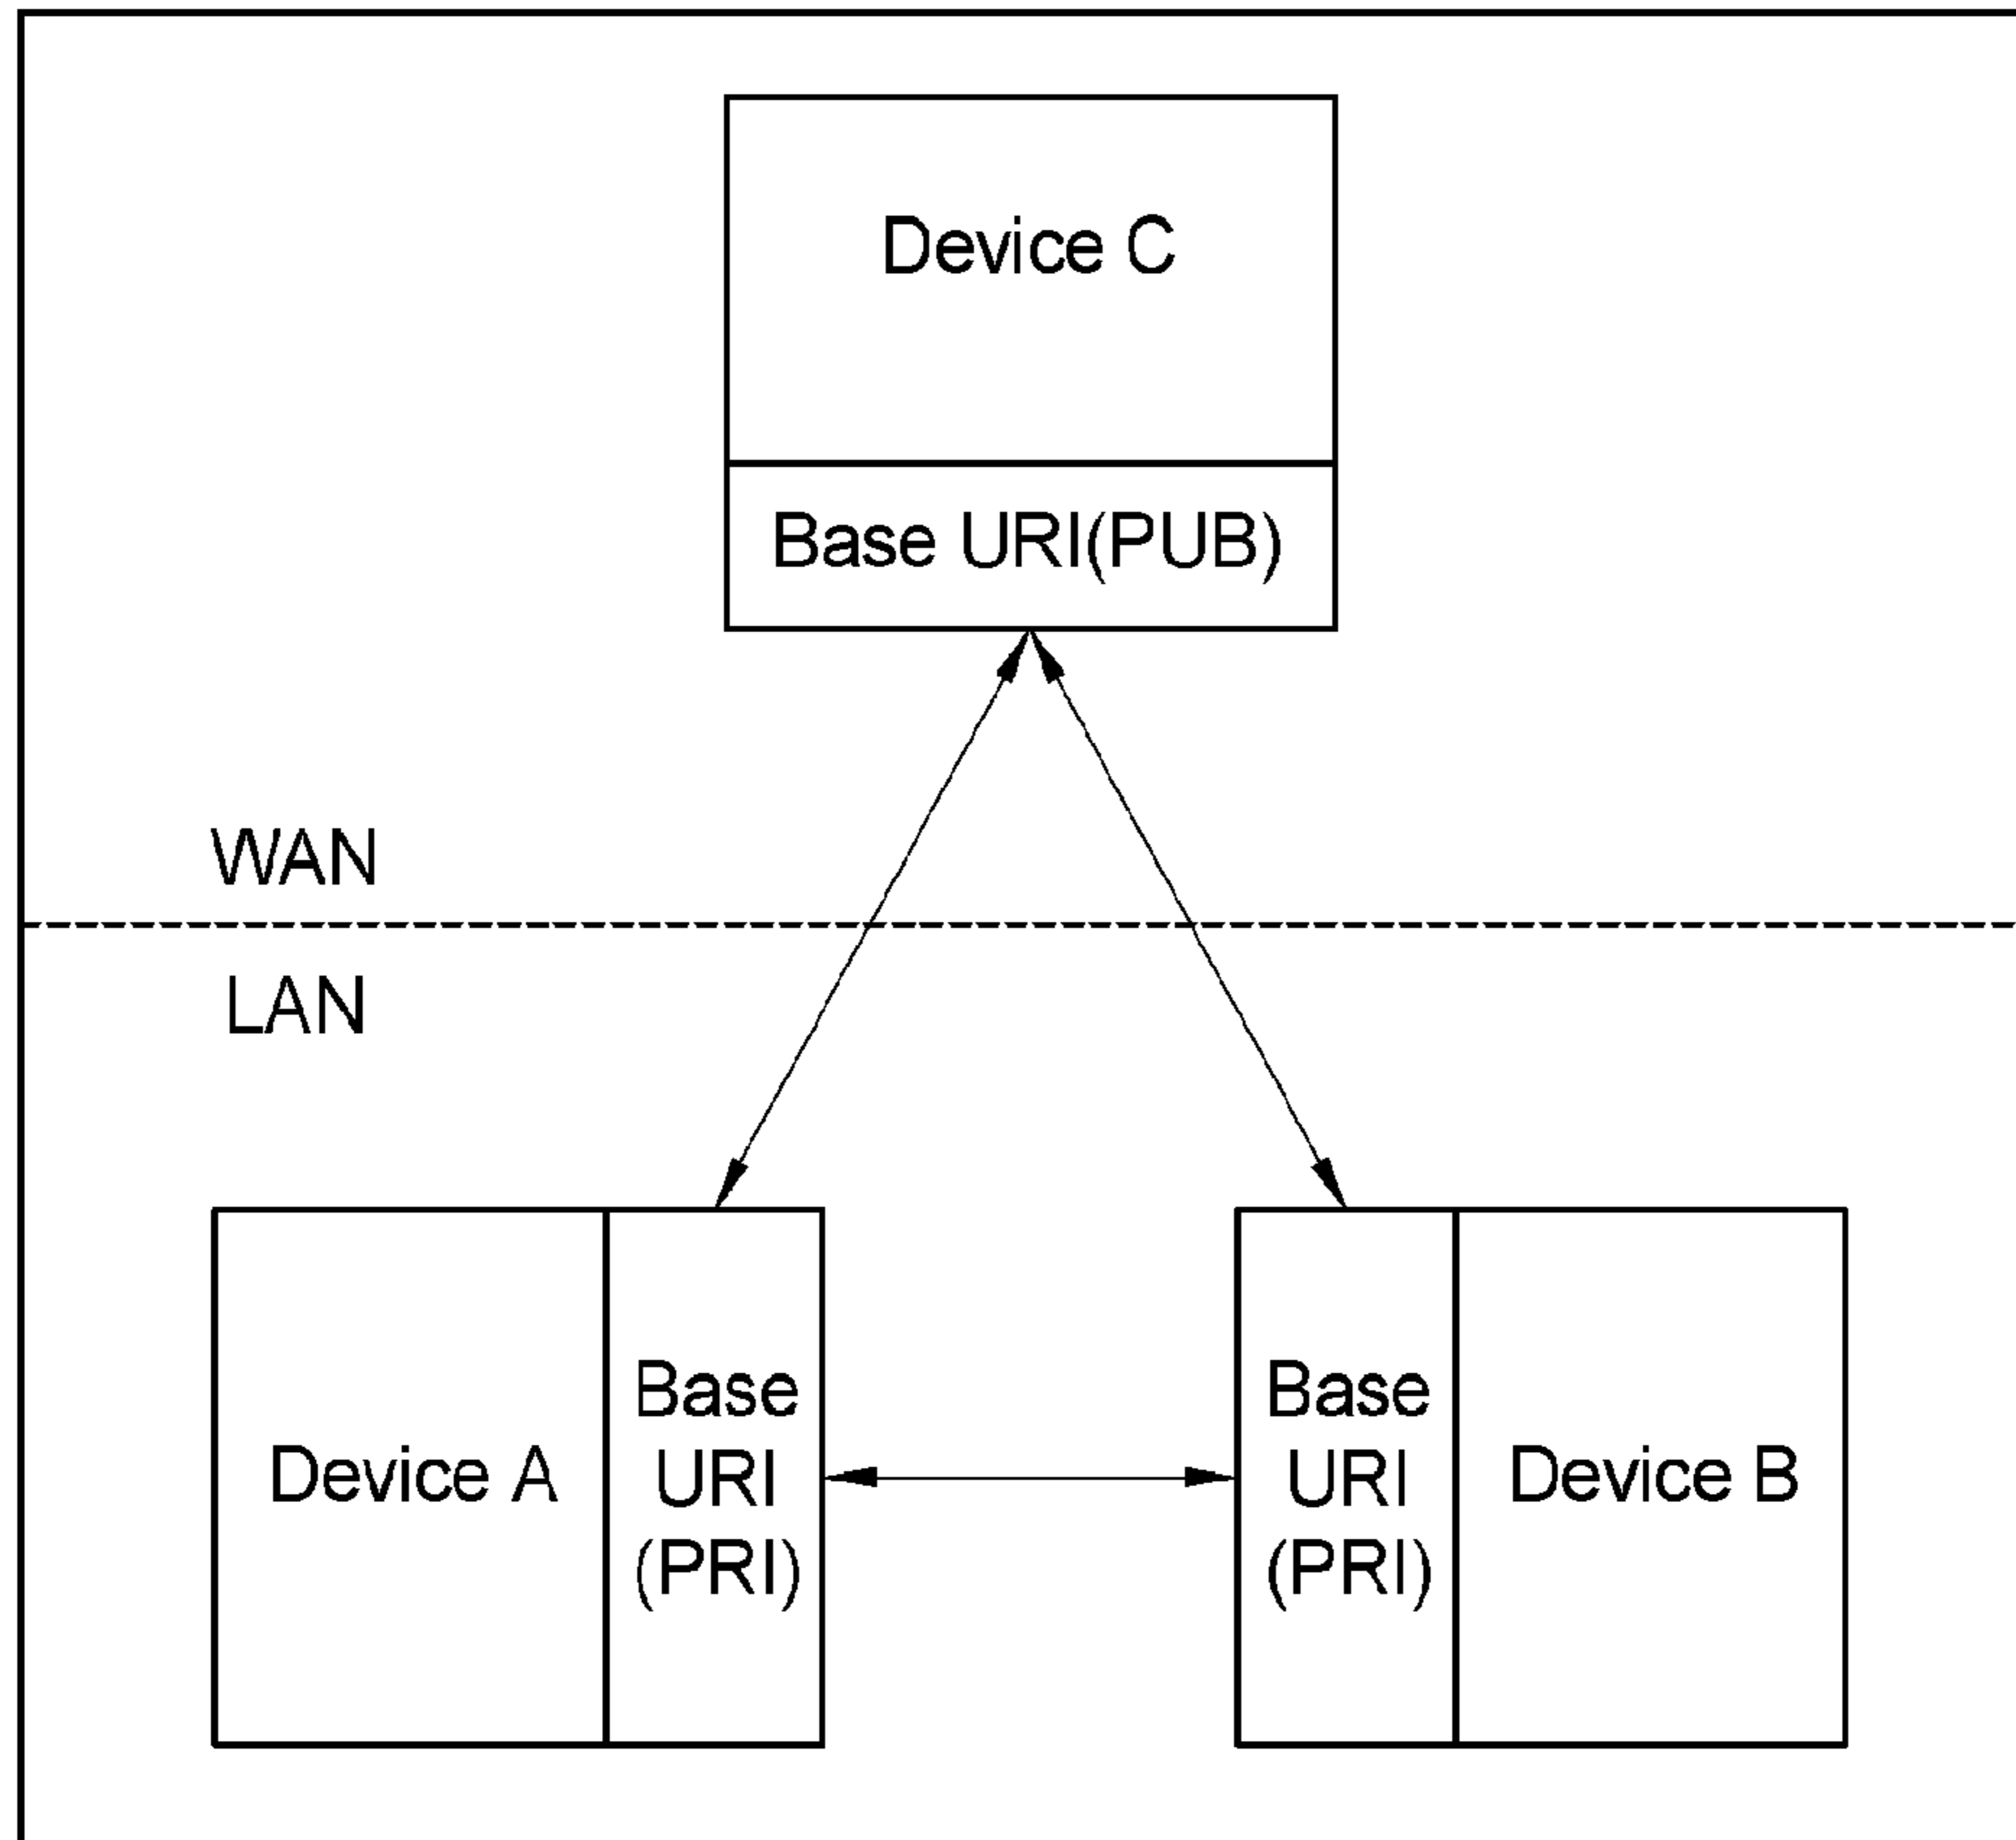 Device C
Base URI(PUB)
WAN
LAN
Device A
Base
URI
(PRI)
Base
URI
(PRI)
Device B